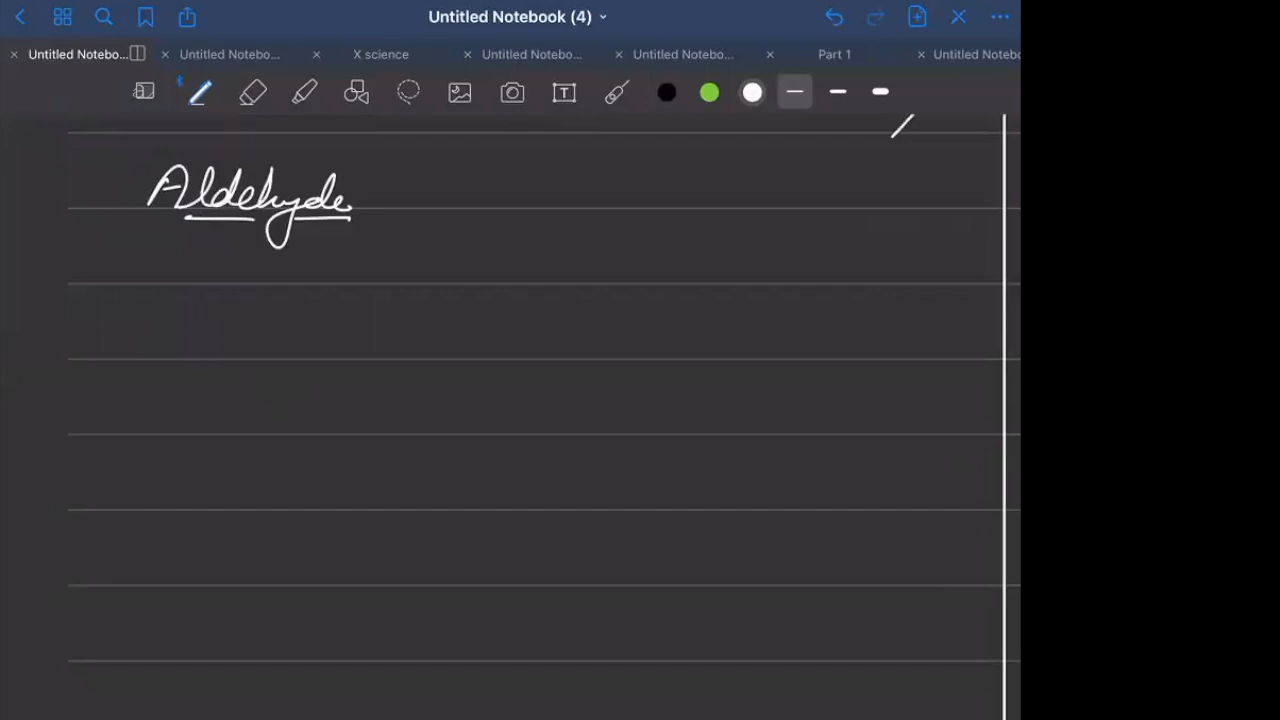 Untitled Notebook (4)
Untitled Notebo...
Untitled Notebo...
X science
Untitled Notebo...
Untitled Notebo...
Part 1
Untitled Notebo
T
Aldehyde